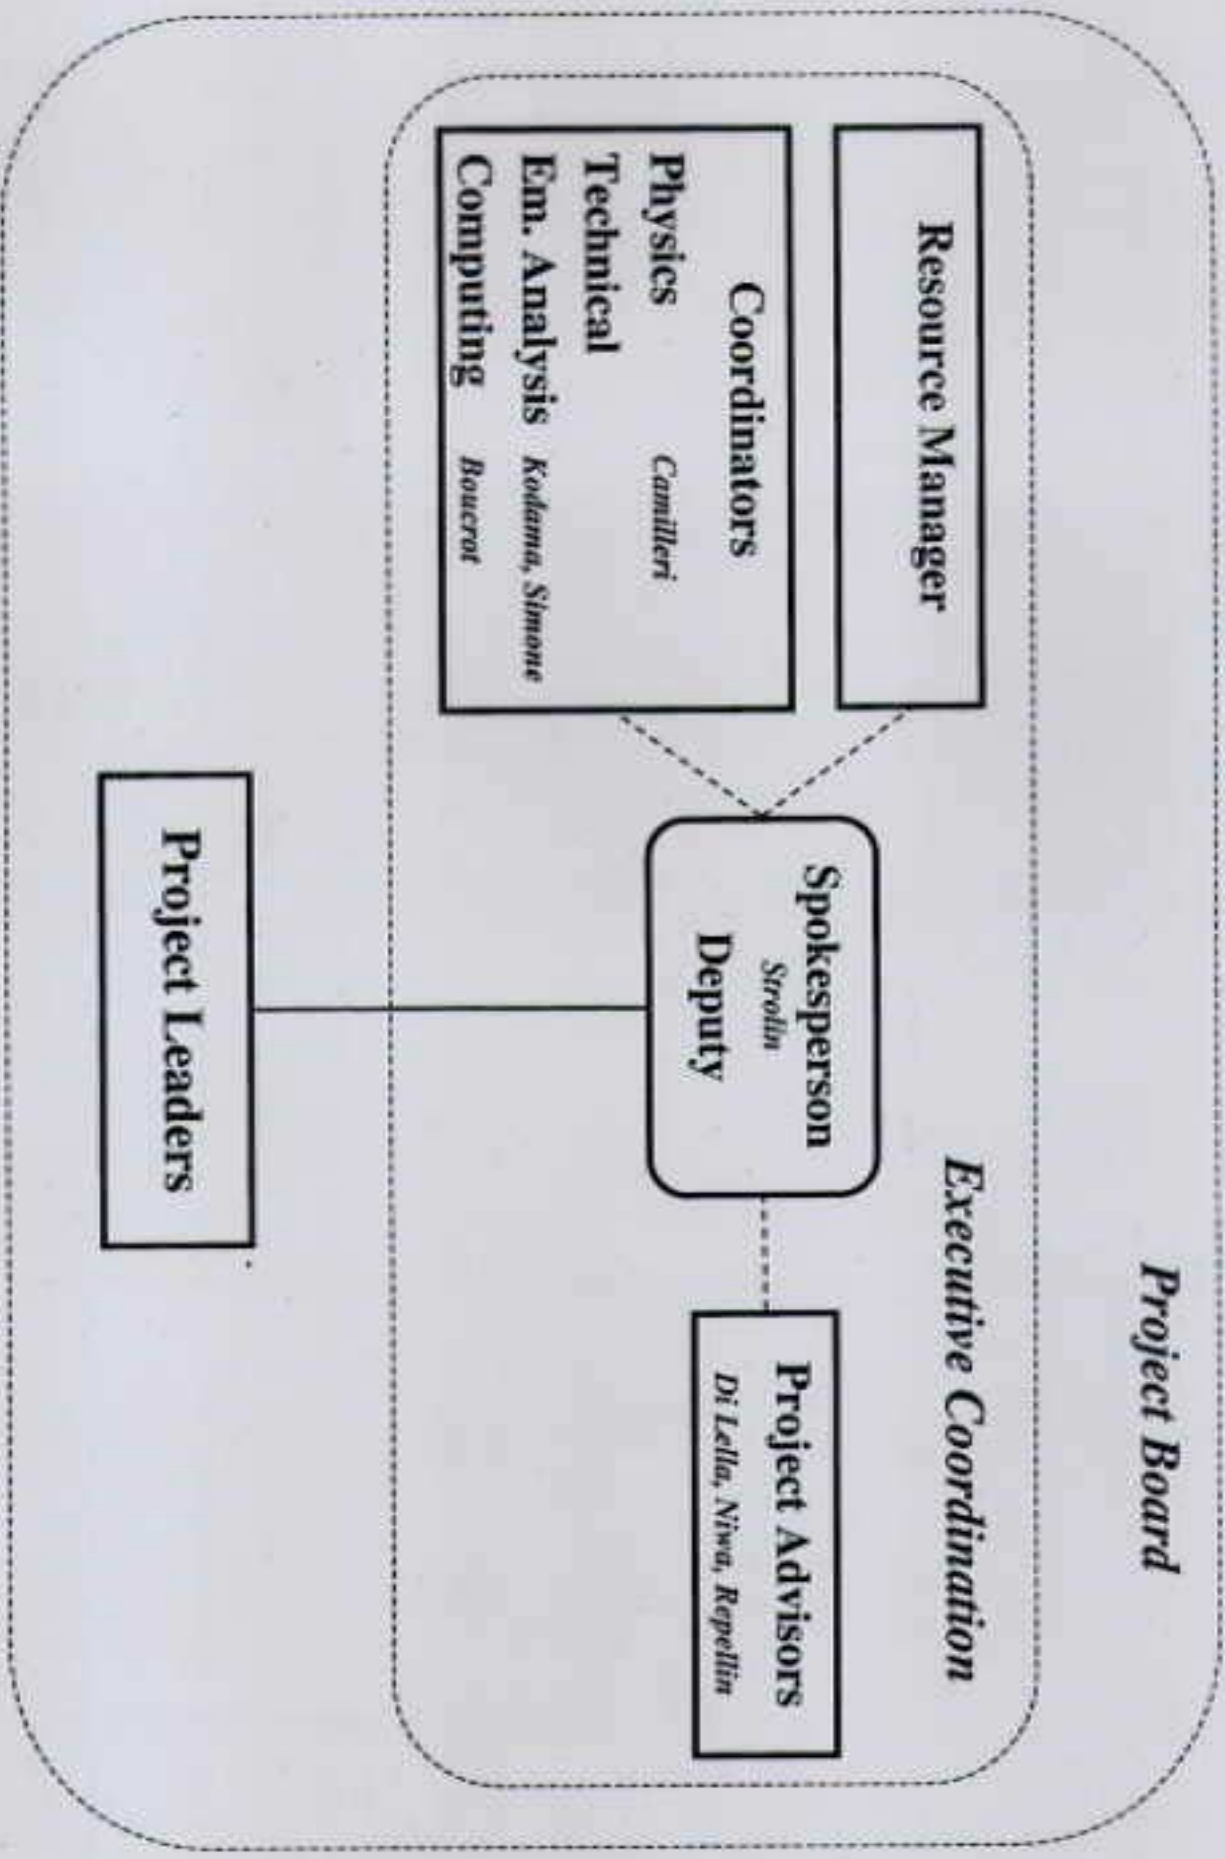 Project Board
Executive Coordination
Resource Manager
Coordinators
Physics Camilleri
Technical
Em. Analysis Kodama, Simone
Computing Bouerot
Spokesperson
Strolin
Deputy
Project Advisors
Di Lella, Niwa, Repellin
Project Leaders